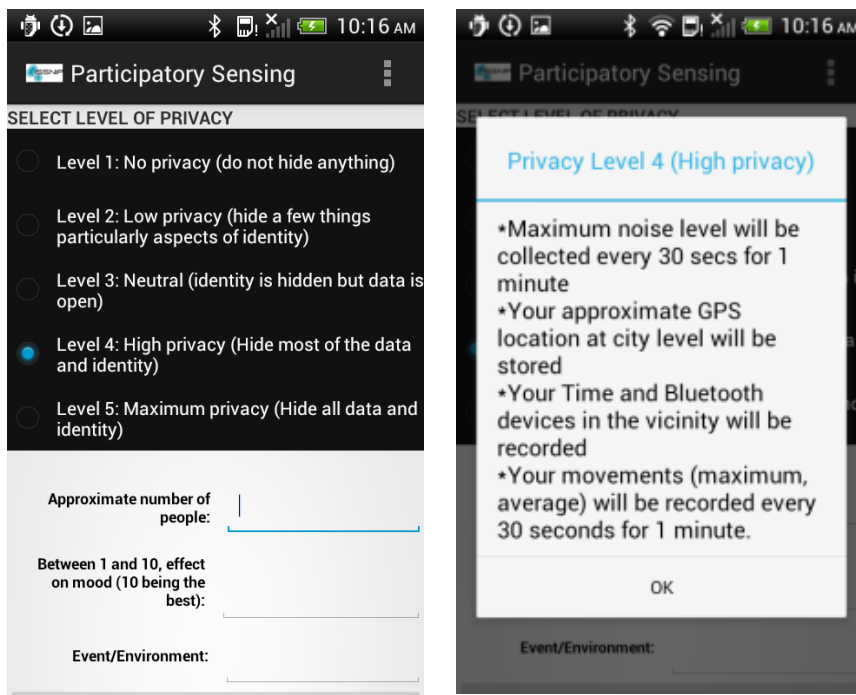 10:16 AM
Participatory Sensing
SELECT LEVEL OF PRIVACY
Level 1: No privacy (do not hide anything)
Level 2: Low privacy (hide a few things
particularly aspects of identity)
Level 3: Neutral (identity is hidden but data is
open)
Level 4: High privacy (Hide most of the data
and identity)
Level 5: Maximum privacy (Hide all data and
identity)
Approximate number of
people:
Between 1 and 10, effect
on mood (10 being the
best):
Event/Environment:
10:16 AM
Participatory Sensing
SELECT LEVEL OF PRIVACY
Privacy Level 4 (High privacy)
*Maximum noise level will be
collected every 30 secs for 1
minute
*Your approximate GPS
location at city level will be
stored
*Your Time and Bluetooth
devices in the vicinity will be
recorded
*Your movements (maximum,
average) will be recorded every
30 seconds for 1 minute.
OK
Event/Environment: